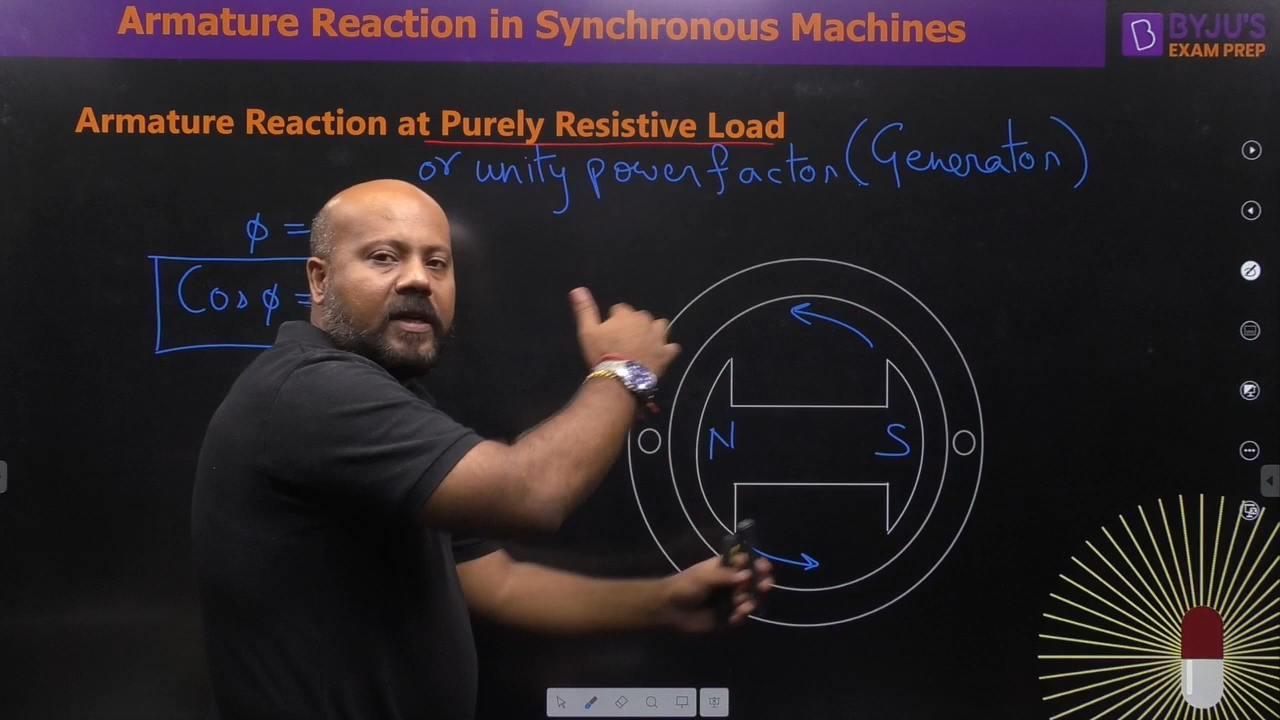 Armature Reaction in Synchronous Machines
BYJU'S
EXAM PREP
Armature Reaction at Purely Resistive Load
or unity power factor (Generator)
ϕ =
Cos ϕ =
N
S